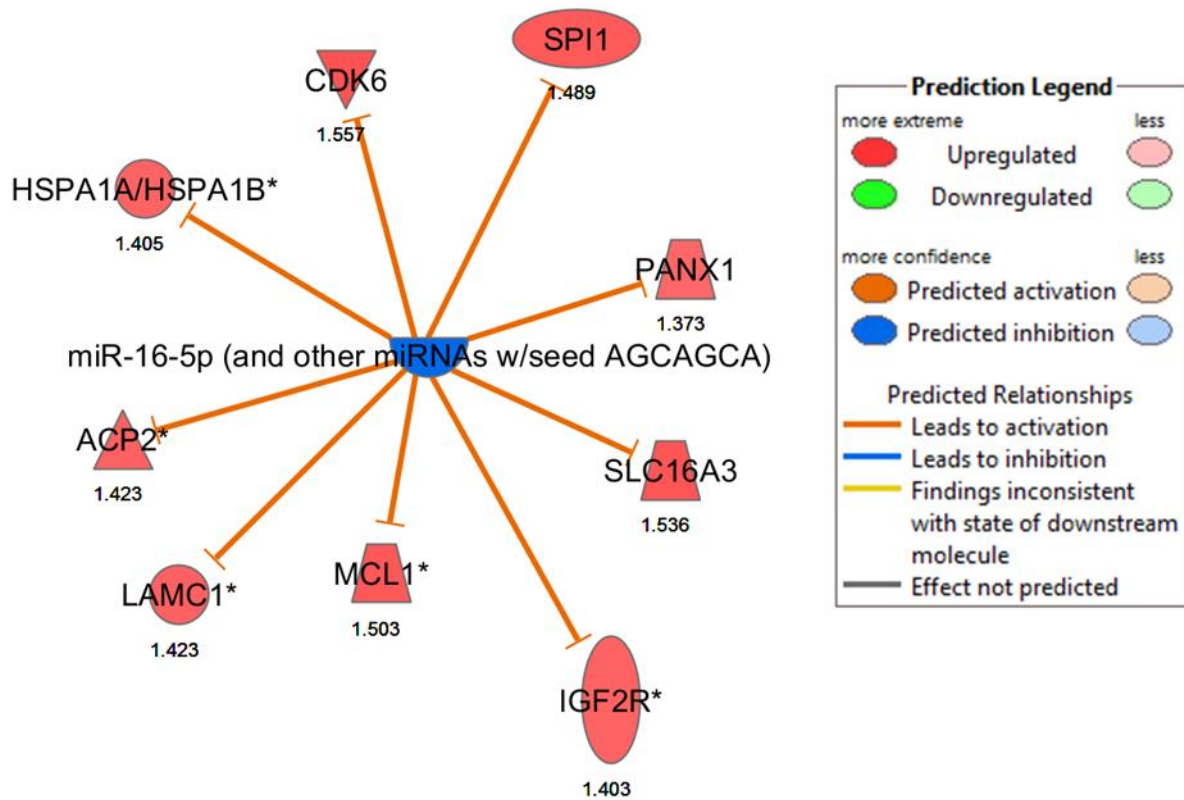 SPI1
1.489
CDK6
1.557
HSPA1A/HSPA1B*
1.405
PANX1
1.373
miR-16-5p (and other miRNAs w/seed AGCAGCA)
ACP2*
1.423
SLC16A3
1.536
LAMC1*
1.423
MCL1*
1.503
IGF2R*
1.403
Prediction Legend
more extreme less
Upregulated
Downregulated
more confidence less
Predicted activation
Predicted inhibition
Predicted Relationships
Leads to activation
Leads to inhibition
Findings inconsistent
with state of downstream
molecule
Effect not predicted